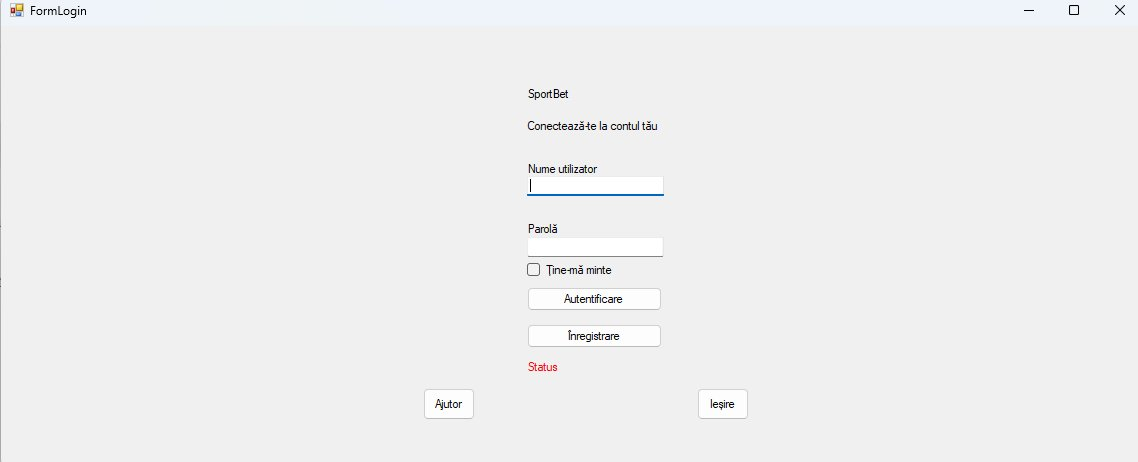 FormLogin
SportBet
Conectează-te la contul tău
Nume utilizator
Parolă
Ține-mă minte
Autentificare
Înregistrare
Status
Ajutor
Ieșire